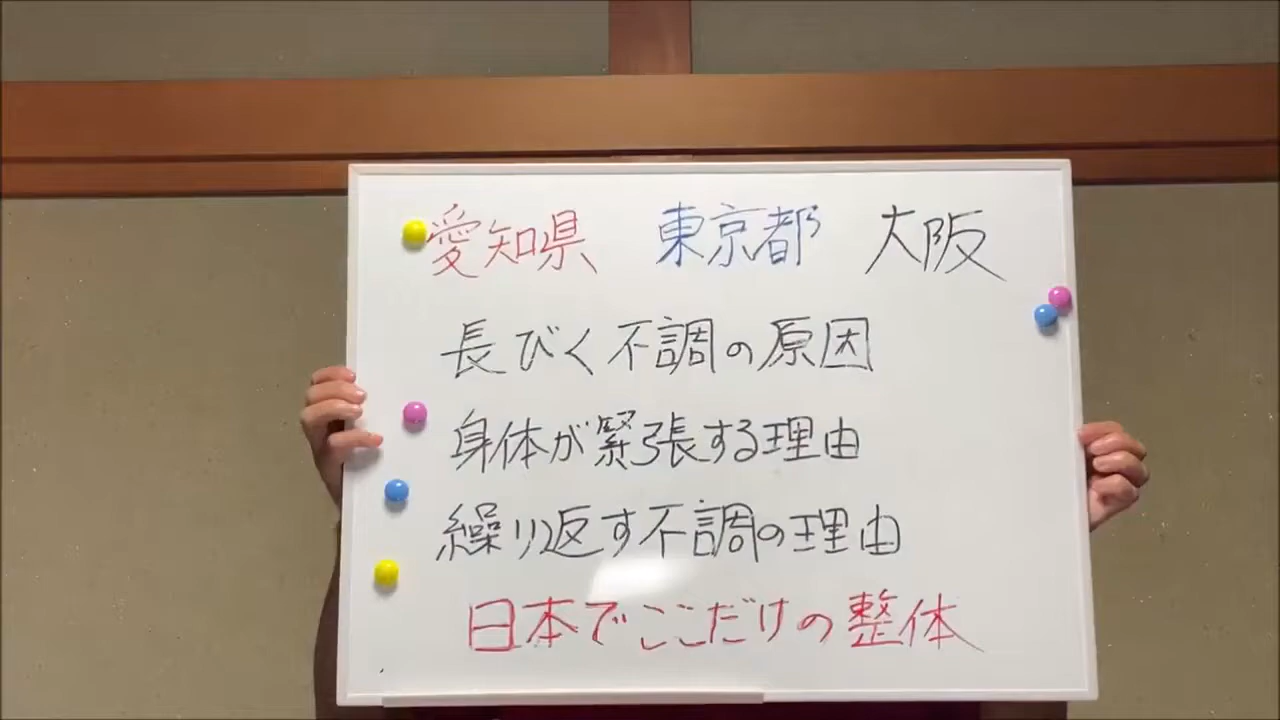 愛知県 東京都 大阪
長びく不調の原因
身体が緊張する理由
繰り返す不調の理由
日本でここだけの整体